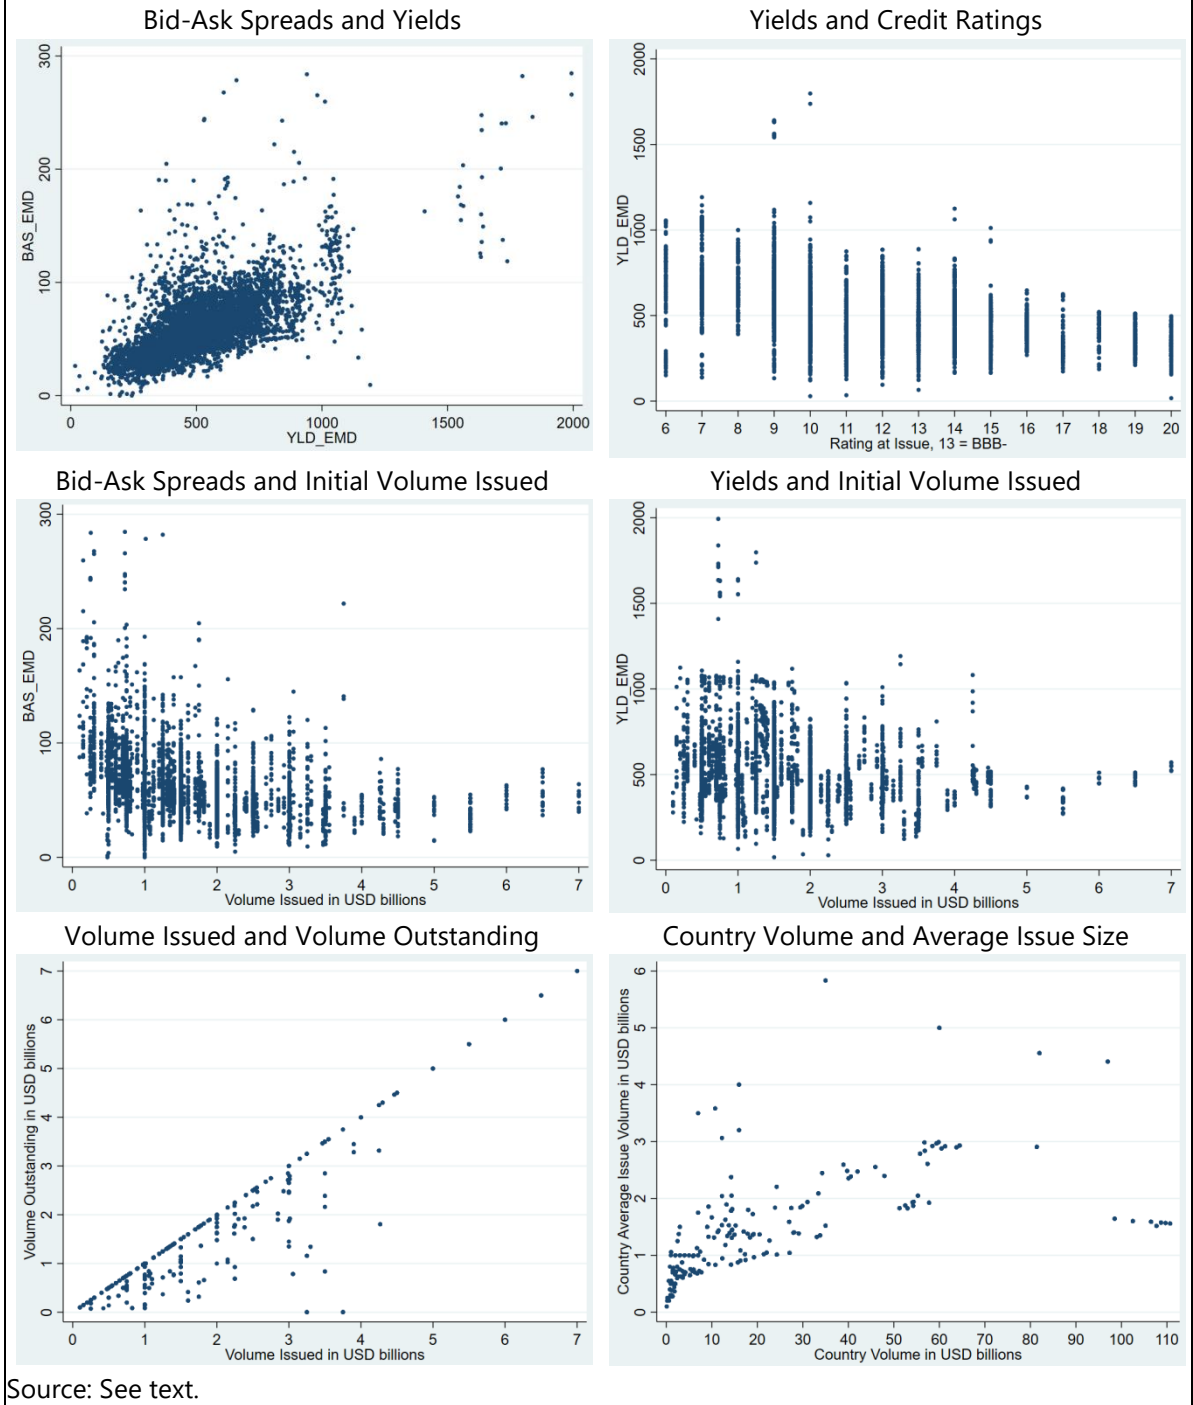 Bid-Ask Spreads and Yields
Yields and Credit Ratings
300
200
100
0
BAS_EMD
0 500 1000 1500 2000
YLD_EMD
2000
1500
1000
500
0
YLD_EMD
6 7 8 9 10 11 12 13 14 15 16 17 18 19 20
Rating at Issue, 13 = BBB-
Bid-Ask Spreads and Initial Volume Issued
Yields and Initial Volume Issued
300
200
100
0
BAS_EMD
0 1 2 3 4 5 6 7
Volume Issued in USD billions
2000
1500
1000
500
0
YLD_EMD
0 1 2 3 4 5 6 7
Volume Issued in USD billions
Volume Issued and Volume Outstanding
Country Volume and Average Issue Size
7
6
5
4
3
2
1
0
Volume Outstanding in USD billions
0 1 2 3 4 5 6 7
Volume Issued in USD billions
6
5
4
3
2
1
0
Country Average Issue Volume in USD billions
0 10 20 30 40 50 60 70 80 90 100 110
Country Volume in USD billions
Source: See text.